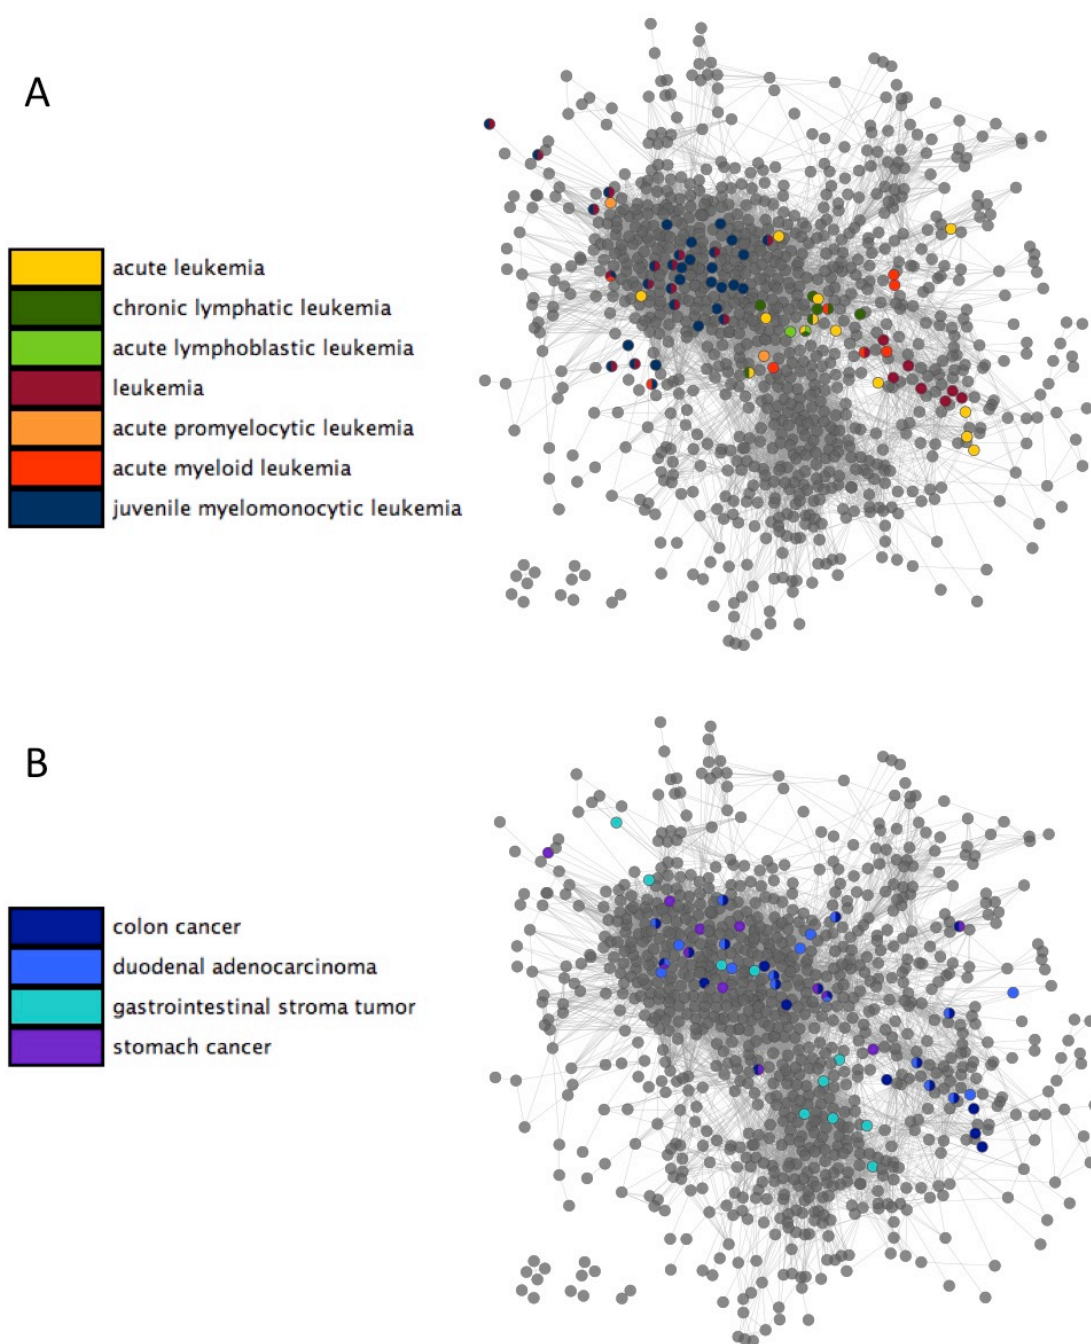 A
acute leukemia
chronic lymphatic leukemia
acute lymphoblastic leukemia
leukemia
acute promyelocytic leukemia
acute myeloid leukemia
juvenile myelomonocytic leukemia
B
colon cancer
duodenal adenocarcinoma
gastrointestinal stroma tumor
stomach cancer